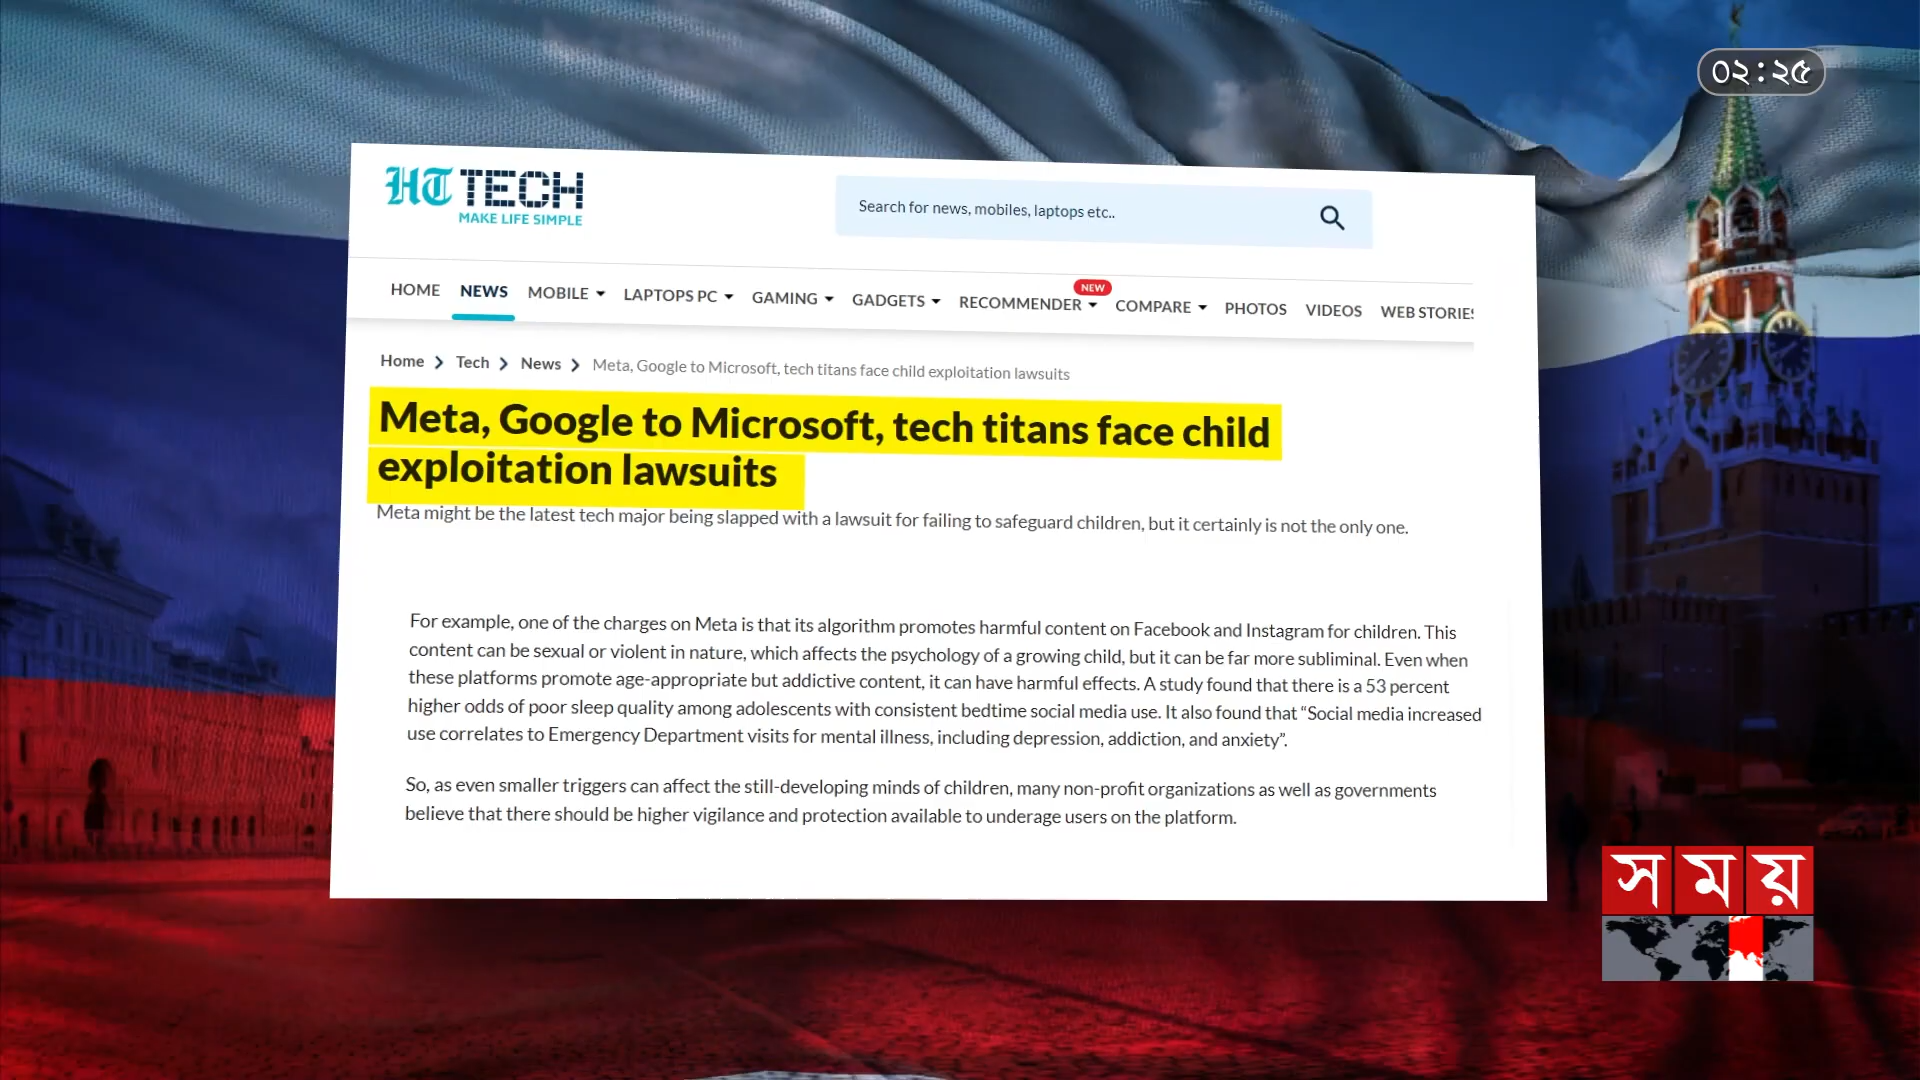 ০২:২৫
HT TECH
MAKE LIFE SIMPLE
Search for news, mobiles, laptops etc..
HOME NEWS MOBILE LAPTOPS PC GAMING GADGETS RECOMMENDER NEW COMPARE PHOTOS VIDEOS WEB STORIES
Home > Tech > News > Meta, Google to Microsoft, tech titans face child exploitation lawsuits
Meta, Google to Microsoft, tech titans face child
exploitation lawsuits
Meta might be the latest tech major being slapped with a lawsuit for failing to safeguard children, but it certainly is not the only one.
For example, one of the charges on Meta is that its algorithm promotes harmful content on Facebook and Instagram for children. This
content can be sexual or violent in nature, which affects the psychology of a growing child, but it can be far more subliminal. Even when
these platforms promote age-appropriate but addictive content, it can have harmful effects. A study found that there is a 53 percent
higher odds of poor sleep quality among adolescents with consistent bedtime social media use. It also found that “Social media increased
use correlates to Emergency Department visits for mental illness, including depression, addiction, and anxiety”.
So, as even smaller triggers can affect the still-developing minds of children, many non-profit organizations as well as governments
believe that there should be higher vigilance and protection available to underage users on the platform.
সময়